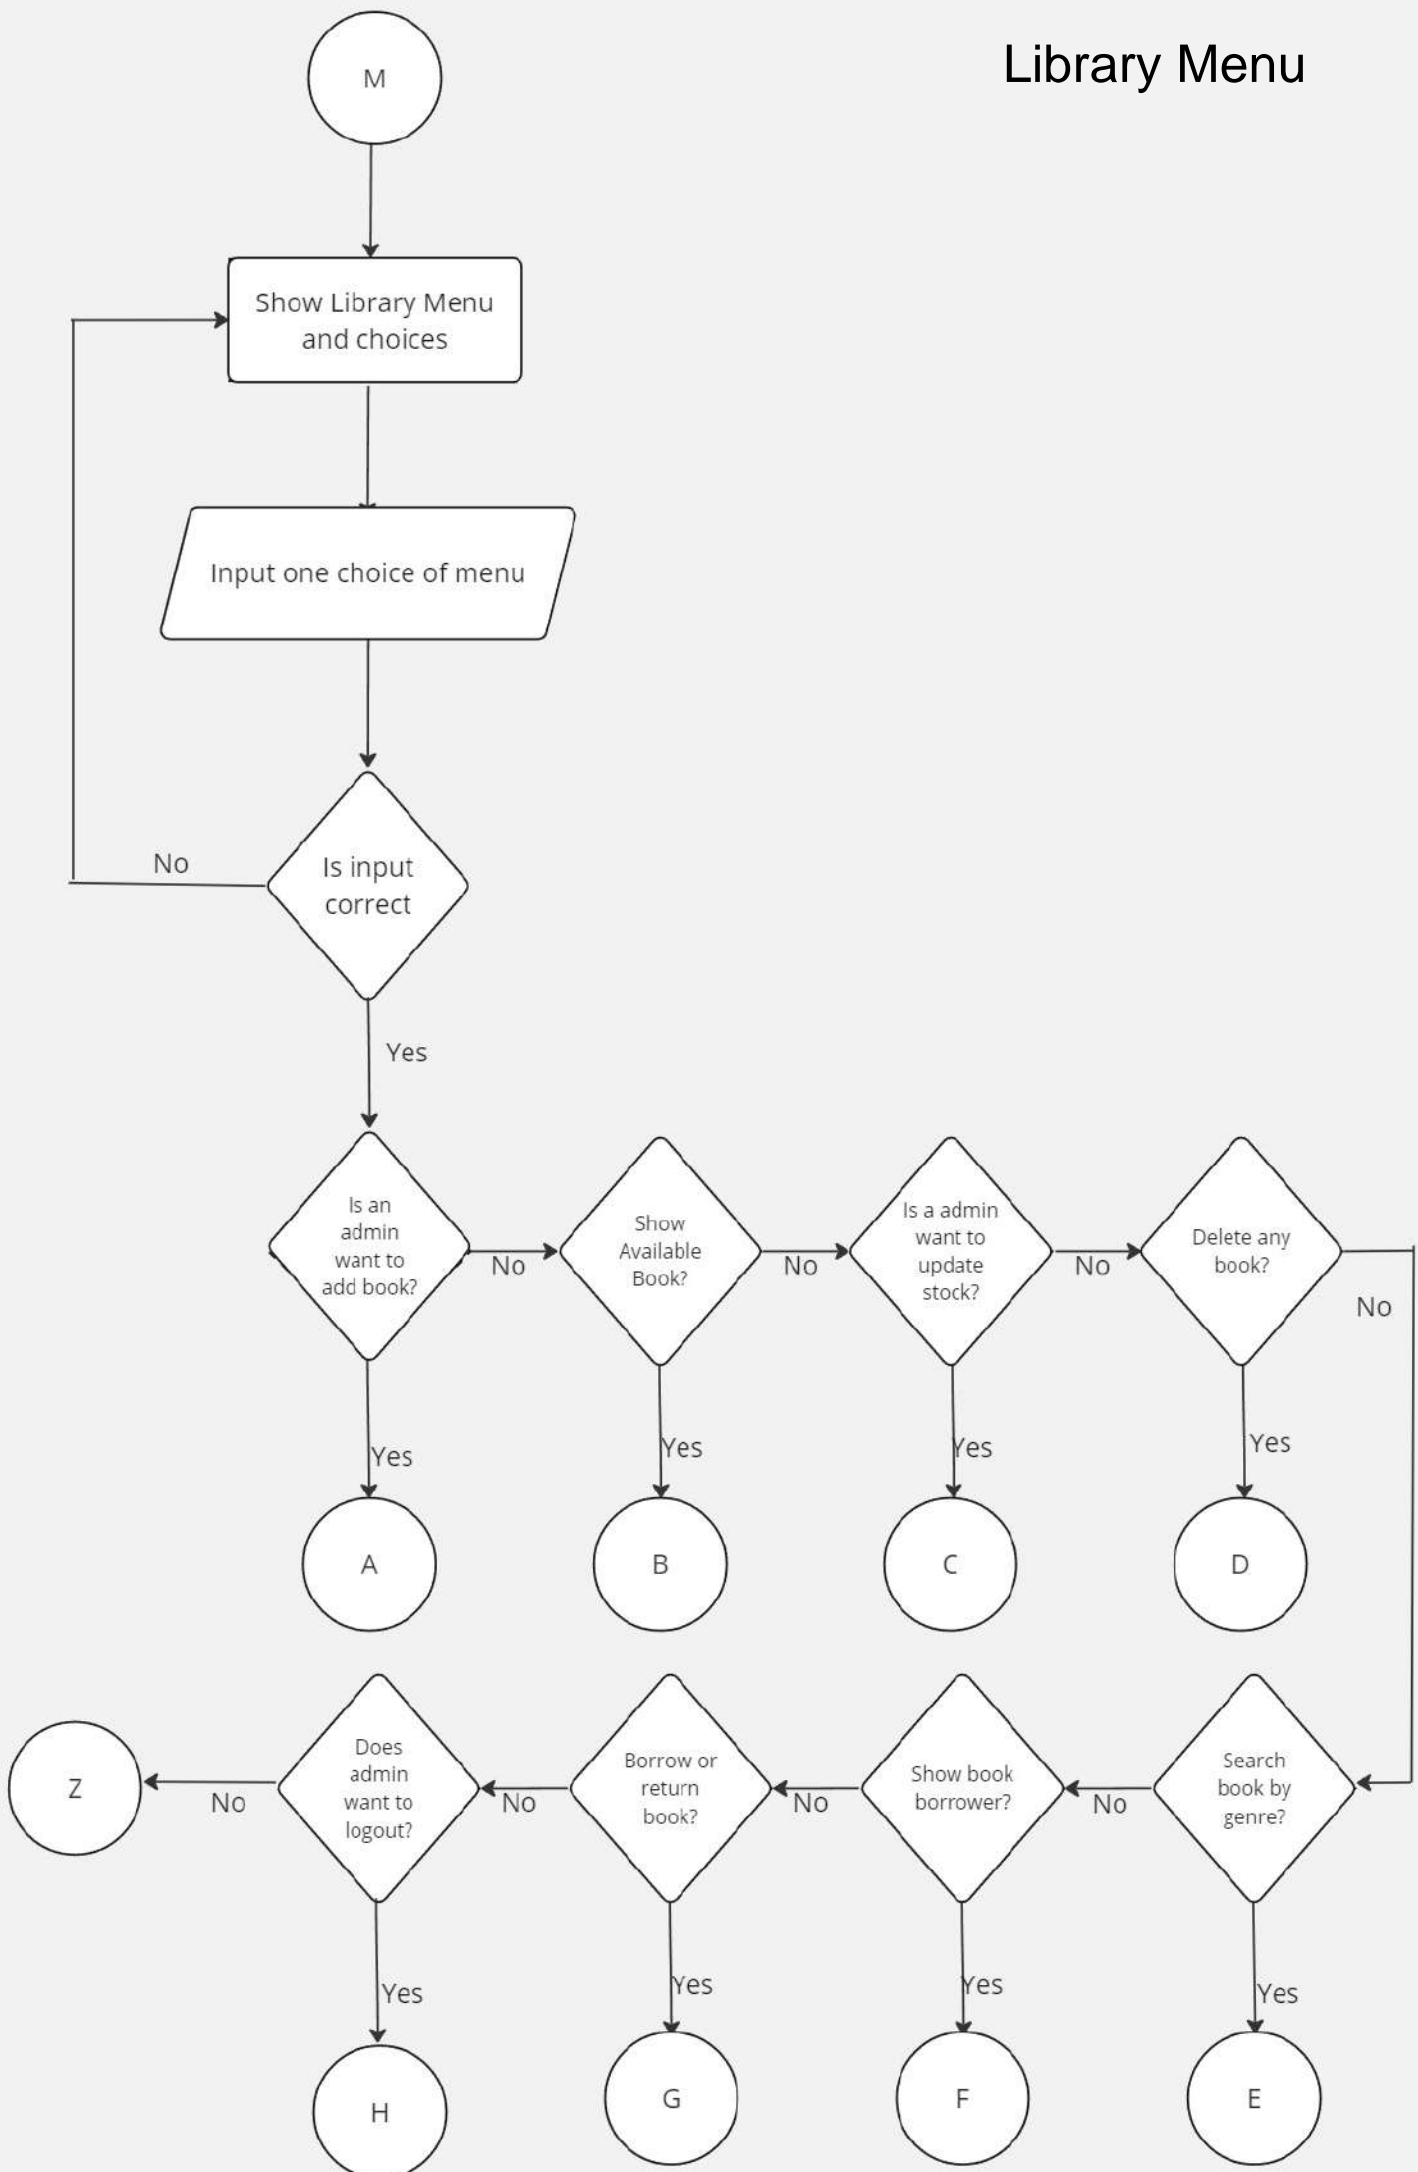 Library Menu
M
Show Library Menu
and choices
Input one choice of menu
Is input
correct
No
Yes
Is an
admin
want to
add book?
No
Show
Available
Book?
No
Is a admin
want to
update
stock?
No
Delete any
book?
No
Yes
Yes
Yes
Yes
A
B
C
D
Z
No
Does
admin
want to
logout?
No
Borrow or
return
book?
No
Show book
borrower?
No
Search
book by
genre?
Yes
Yes
Yes
Yes
H
G
F
E